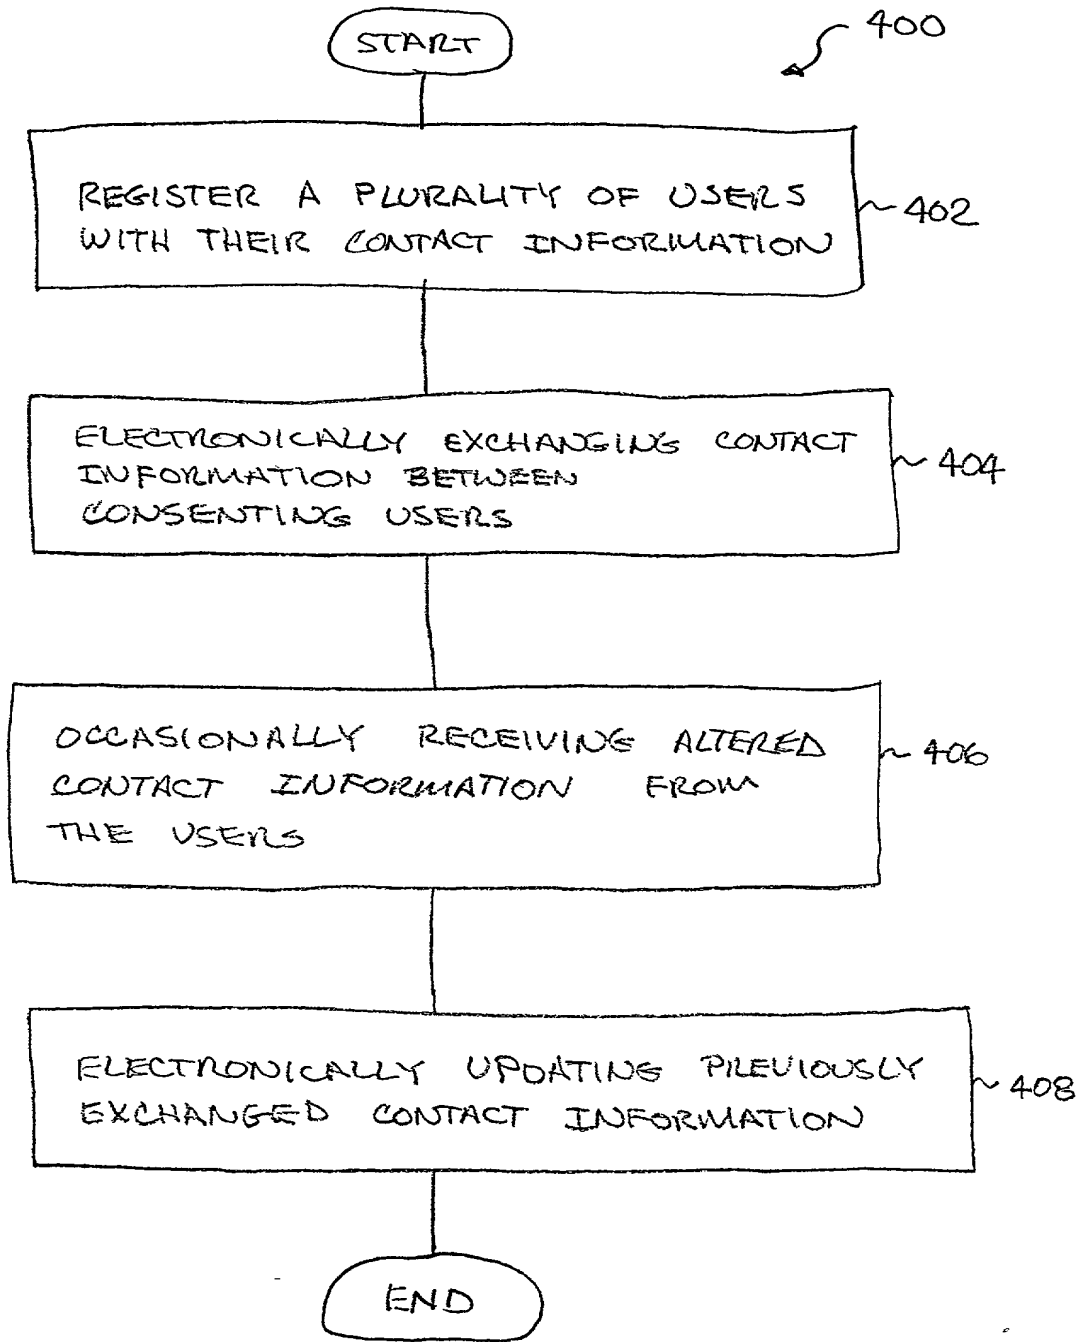 START
400
REGISTER A PLURALITY OF USERS
WITH THEIR CONTACT INFORMATION
402
ELECTRONICALLY EXCHANGING CONTACT
INFORMATION BETWEEN
CONSENTING USERS
404
OCCASIONALLY RECEIVING ALTERED
CONTACT INFORMATION FROM
THE USERS
406
ELECTRONICALLY UPDATING PREVIOUSLY
EXCHANGED CONTACT INFORMATION
408
END